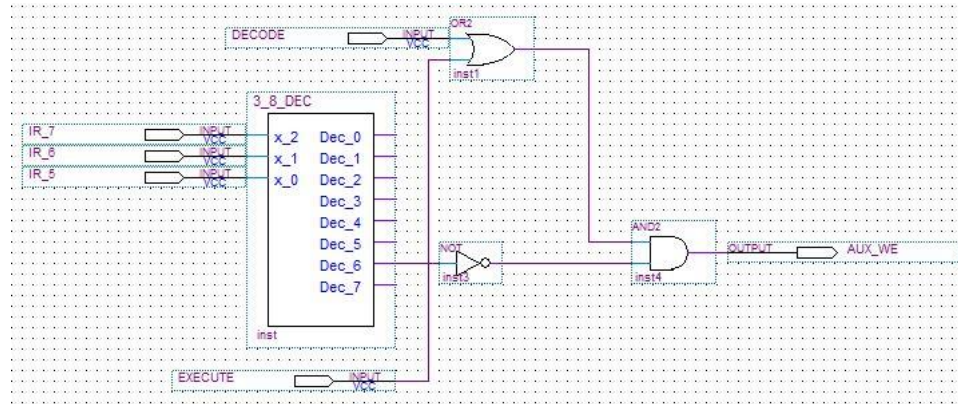 OR2
DECODE INPUT
VCC
inst1
3_8_DEC
IR_7 INPUT
VCC
x_2 Dec_0
IR_6 INPUT
VCC
x_1 Dec_1
IR_5 INPUT
VCC
x_0 Dec_2
Dec_3
Dec_4
Dec_5
Dec_6
Dec_7
inst
NOT
inst3
AND2
inst4
OUTPUT AUX_WE
EXECUTE INPUT
VCC